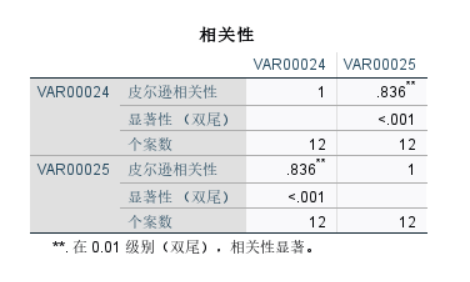 相关性
VAR00024 VAR00025
VAR00024 皮尔逊相关性 1 .836**
显著性（双尾） <.001
个案数 12 12
VAR00025 皮尔逊相关性 .836** 1
显著性（双尾） <.001
个案数 12 12
**. 在 0.01 级别（双尾），相关性显著。